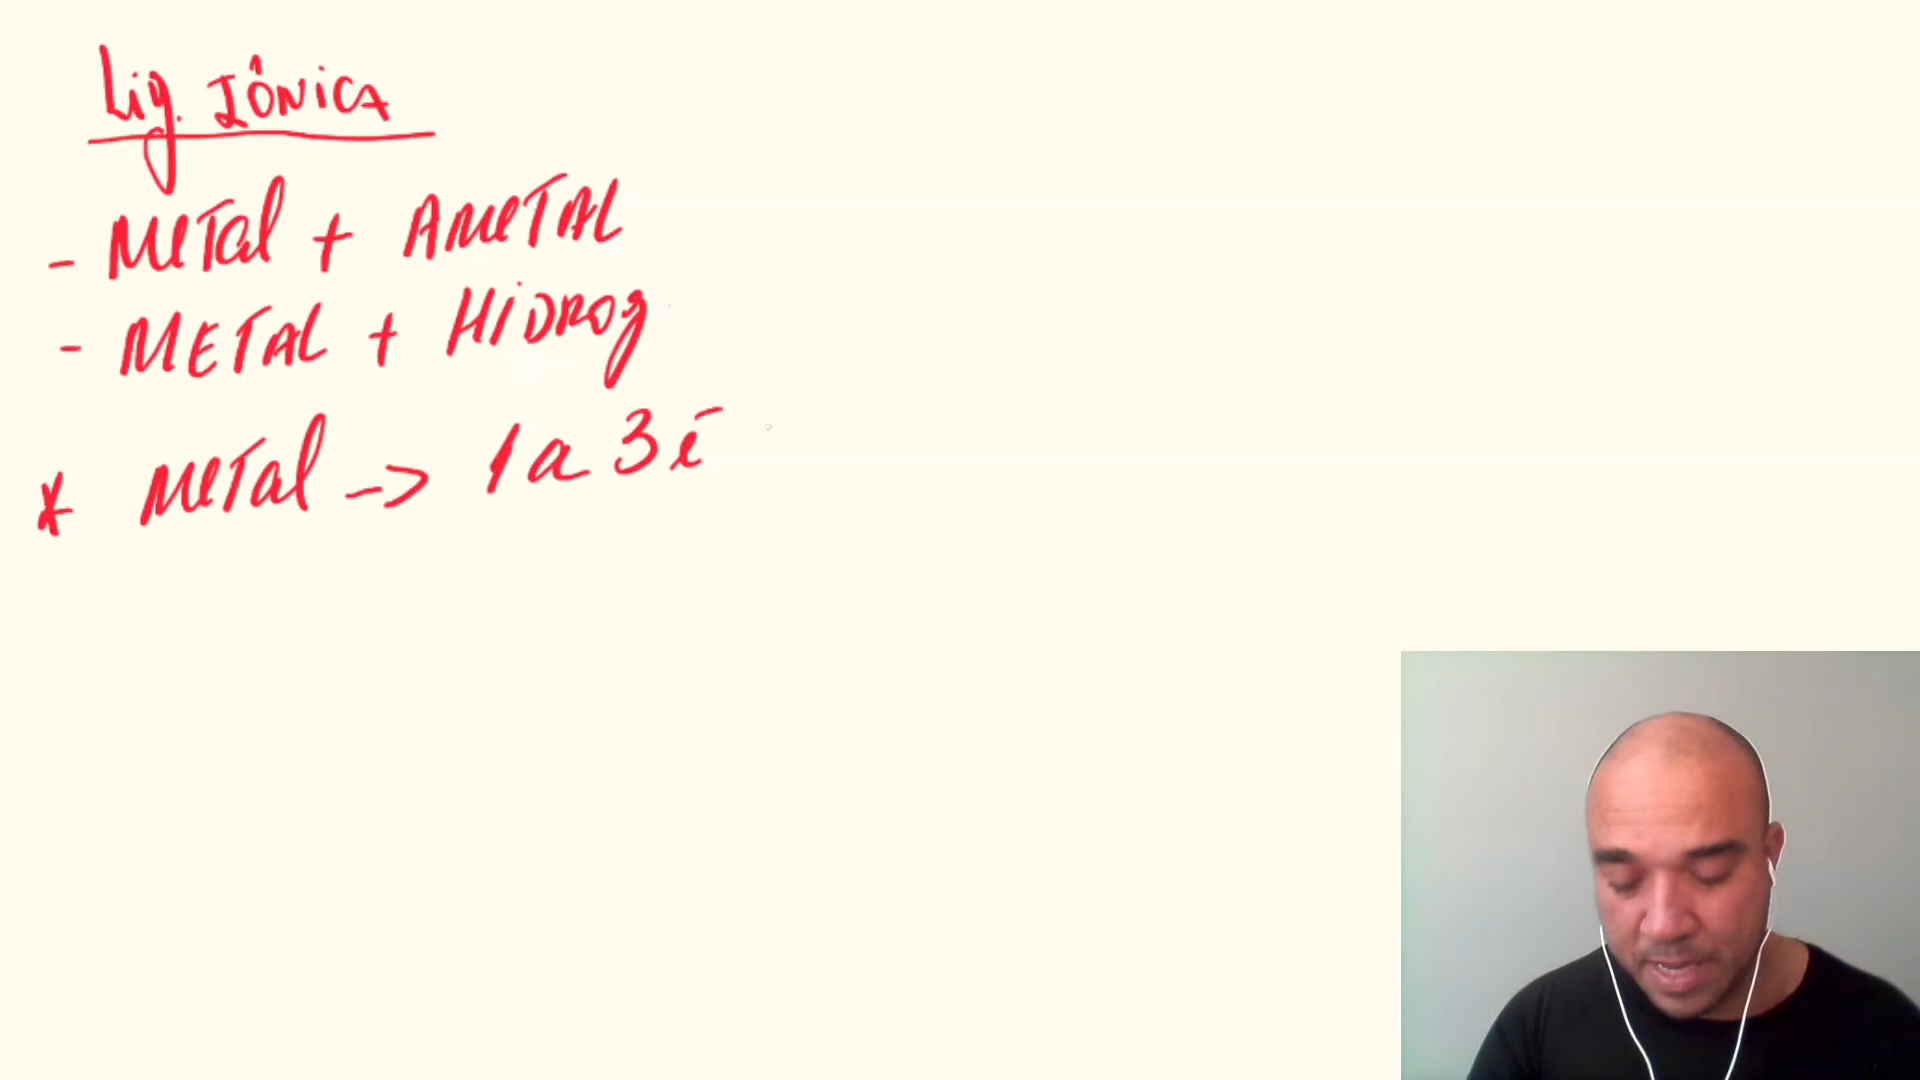 Lig. IÔNICA
- Metal + AMETAL
- METAL + HIDROg
* Metal -> 1 a 3 ē